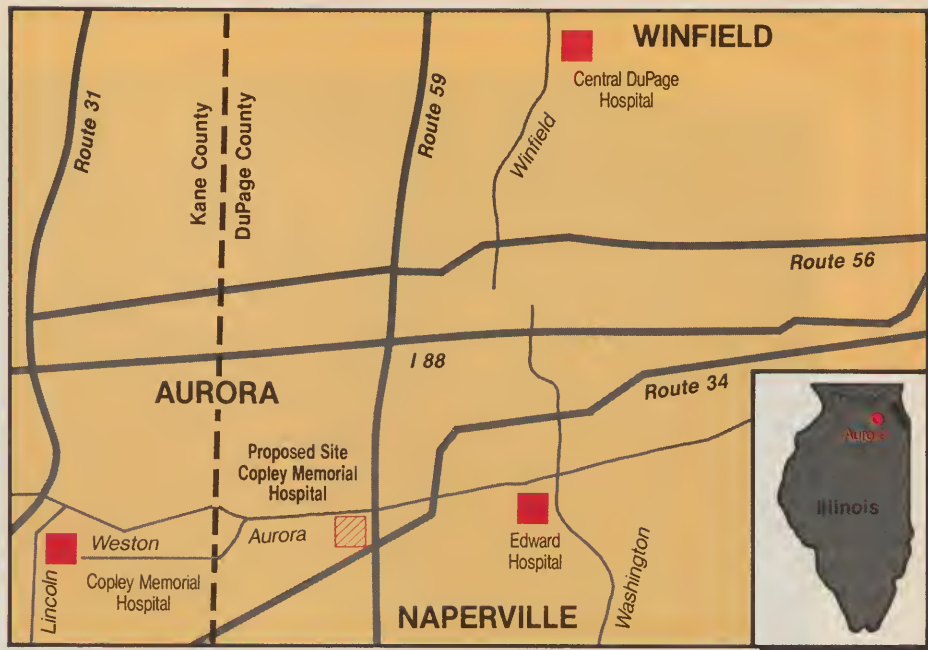 WINFIELD
Central DuPage
Hospital
Route 31
Kane County
DuPage County
Route 59
Winfield
Route 56
I 88
AURORA
Route 34
Proposed Site
Copley Memorial
Hospital
Aurora
Weston
Lincoln
Copley Memorial
Hospital
Edward
Hospital
Washington
NAPERVILLE
Aurora
Illinois